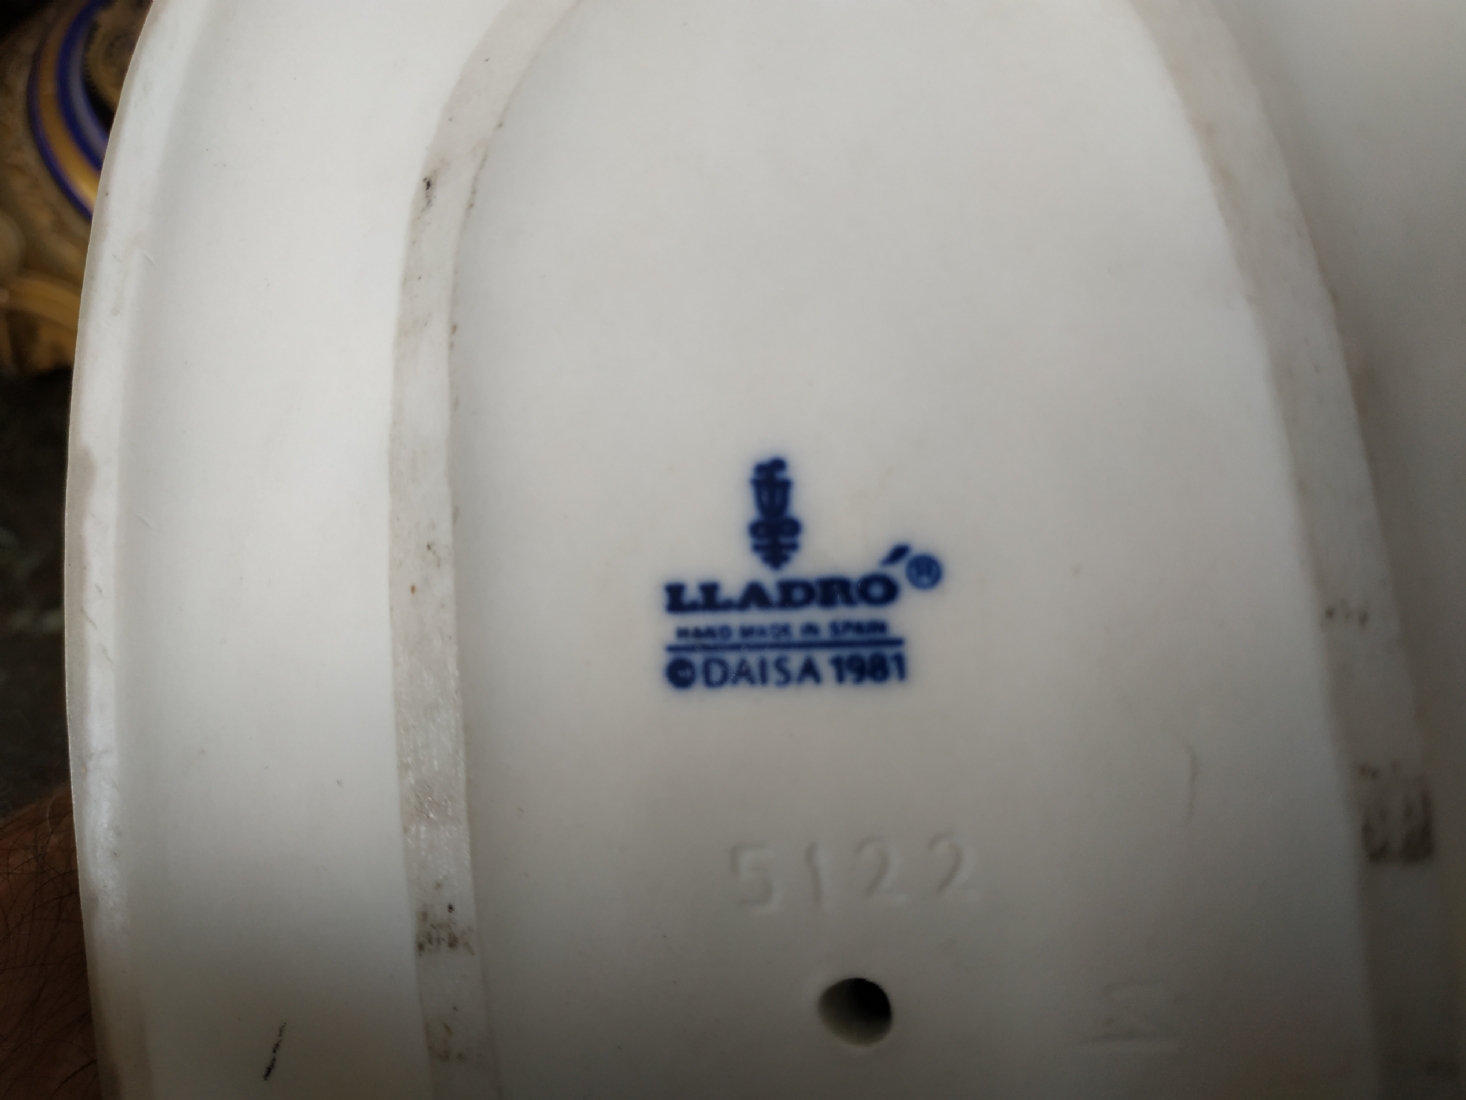 LLADRÓ®
HAND MADE IN SPAIN
©DAISA 1981
5122